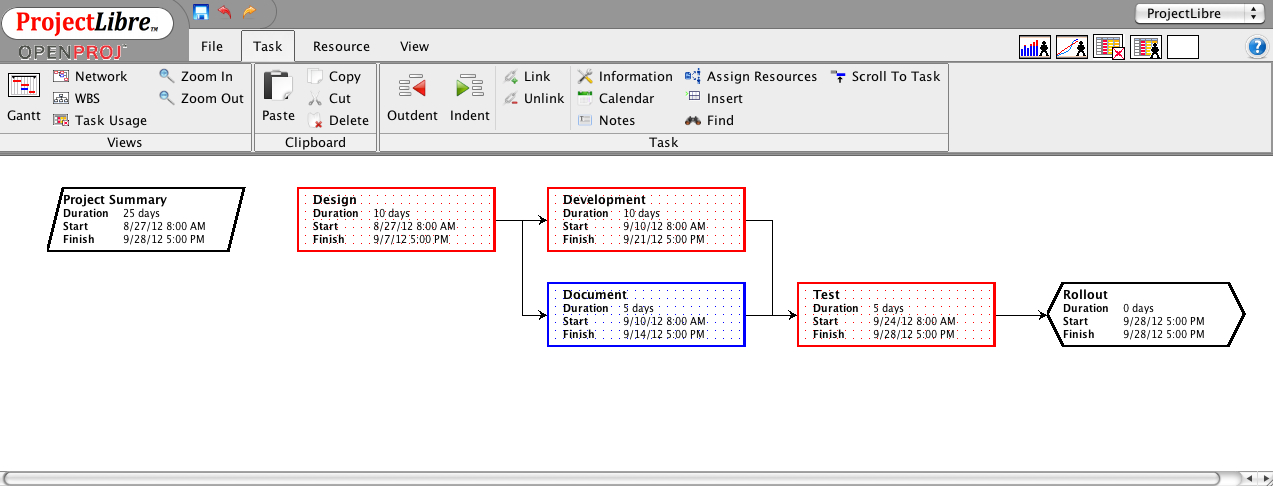 ProjectLibre™
OPENPROJ™
ProjectLibre
File Task Resource View
Gantt
Network
WBS
Task Usage
Zoom In
Zoom Out
Views
Paste
Copy
Cut
Delete
Clipboard
Outdent
Indent
Link
Unlink
Information
Calendar
Notes
Assign Resources
Insert
Find
Scroll To Task
Task
Project Summary
Duration 25 days
Start 8/27/12 8:00 AM
Finish 9/28/12 5:00 PM
Design
Duration 10 days
Start 8/27/12 8:00 AM
Finish 9/7/12 5:00 PM
Development
Duration 10 days
Start 9/10/12 8:00 AM
Finish 9/21/12 5:00 PM
Document
Duration 5 days
Start 9/10/12 8:00 AM
Finish 9/14/12 5:00 PM
Test
Duration 5 days
Start 9/24/12 8:00 AM
Finish 9/28/12 5:00 PM
Rollout
Duration 0 days
Start 9/28/12 5:00 PM
Finish 9/28/12 5:00 PM